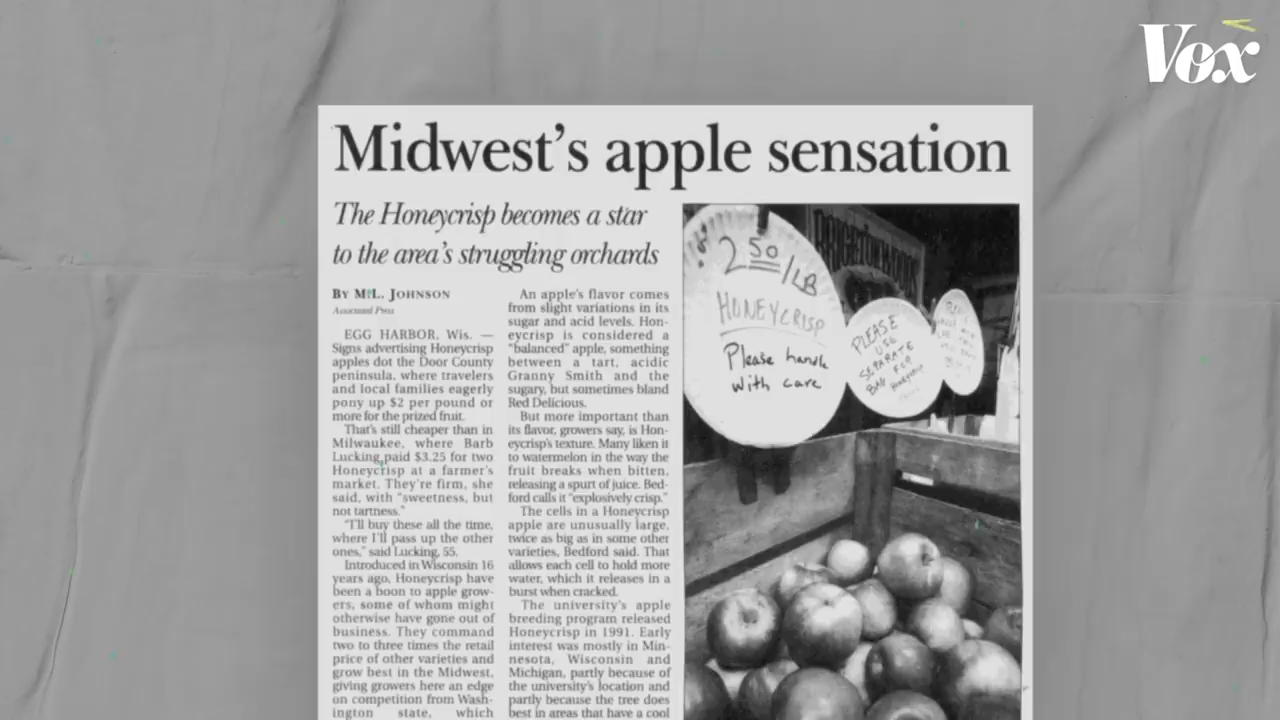 Vox
Midwest's apple sensation
The Honeycrisp becomes a star
to the area's struggling orchards
BY M.L. JOHNSON
Associated Press
EGG HARBOR, Wis. —
Signs advertising Honeycrisp
apples dot the Door County
peninsula, where travelers
and local families eagerly
pony up $2 per pound or
more for the prized fruit.
That's still cheaper than in
Milwaukee, where Barb
Lucking paid $3.25 for two
Honeycrisp at a farmer's
market. They're firm, she
said, with "sweetness, but
not tartness."
"I'll buy these all the time,
where I'll pass up the other
ones," said Lucking, 55.
Introduced in Wisconsin 16
years ago, Honeycrisp have
been a boon to apple grow-
ers, some of whom might
otherwise have gone out of
business. They command
two to three times the retail
price of other varieties and
grow best in the Midwest,
giving growers here an edge
on competition from Wash-
ington state, which
An apple's flavor comes
from slight variations in its
sugar and acid levels. Hon-
eycrisp is considered a
"balanced" apple, something
between a tart, acidic
Granny Smith and the
sugary, but sometimes bland
Red Delicious.
But more important than
its flavor, growers say, is Hon-
eycrisp's texture. Many liken it
to watermelon in the way the
fruit breaks when bitten,
releasing a spurt of juice. Bed-
ford calls it "explosively crisp."
The cells in a Honeycrisp
apple are unusually large,
twice as big as in some other
varieties, Bedford said. That
allows each cell to hold more
water, which it releases in a
burst when cracked.
The university's apple
breeding program released
Honeycrisp in 1991. Early
interest was mostly in Min-
nesota, Wisconsin and
Michigan, partly because of
the university's location and
partly because the tree does
best in areas that have a cool
2 50/LB
HONEYCRISP
Please handle
with care
PLEASE
USE
SEPARATE
BAG FOR